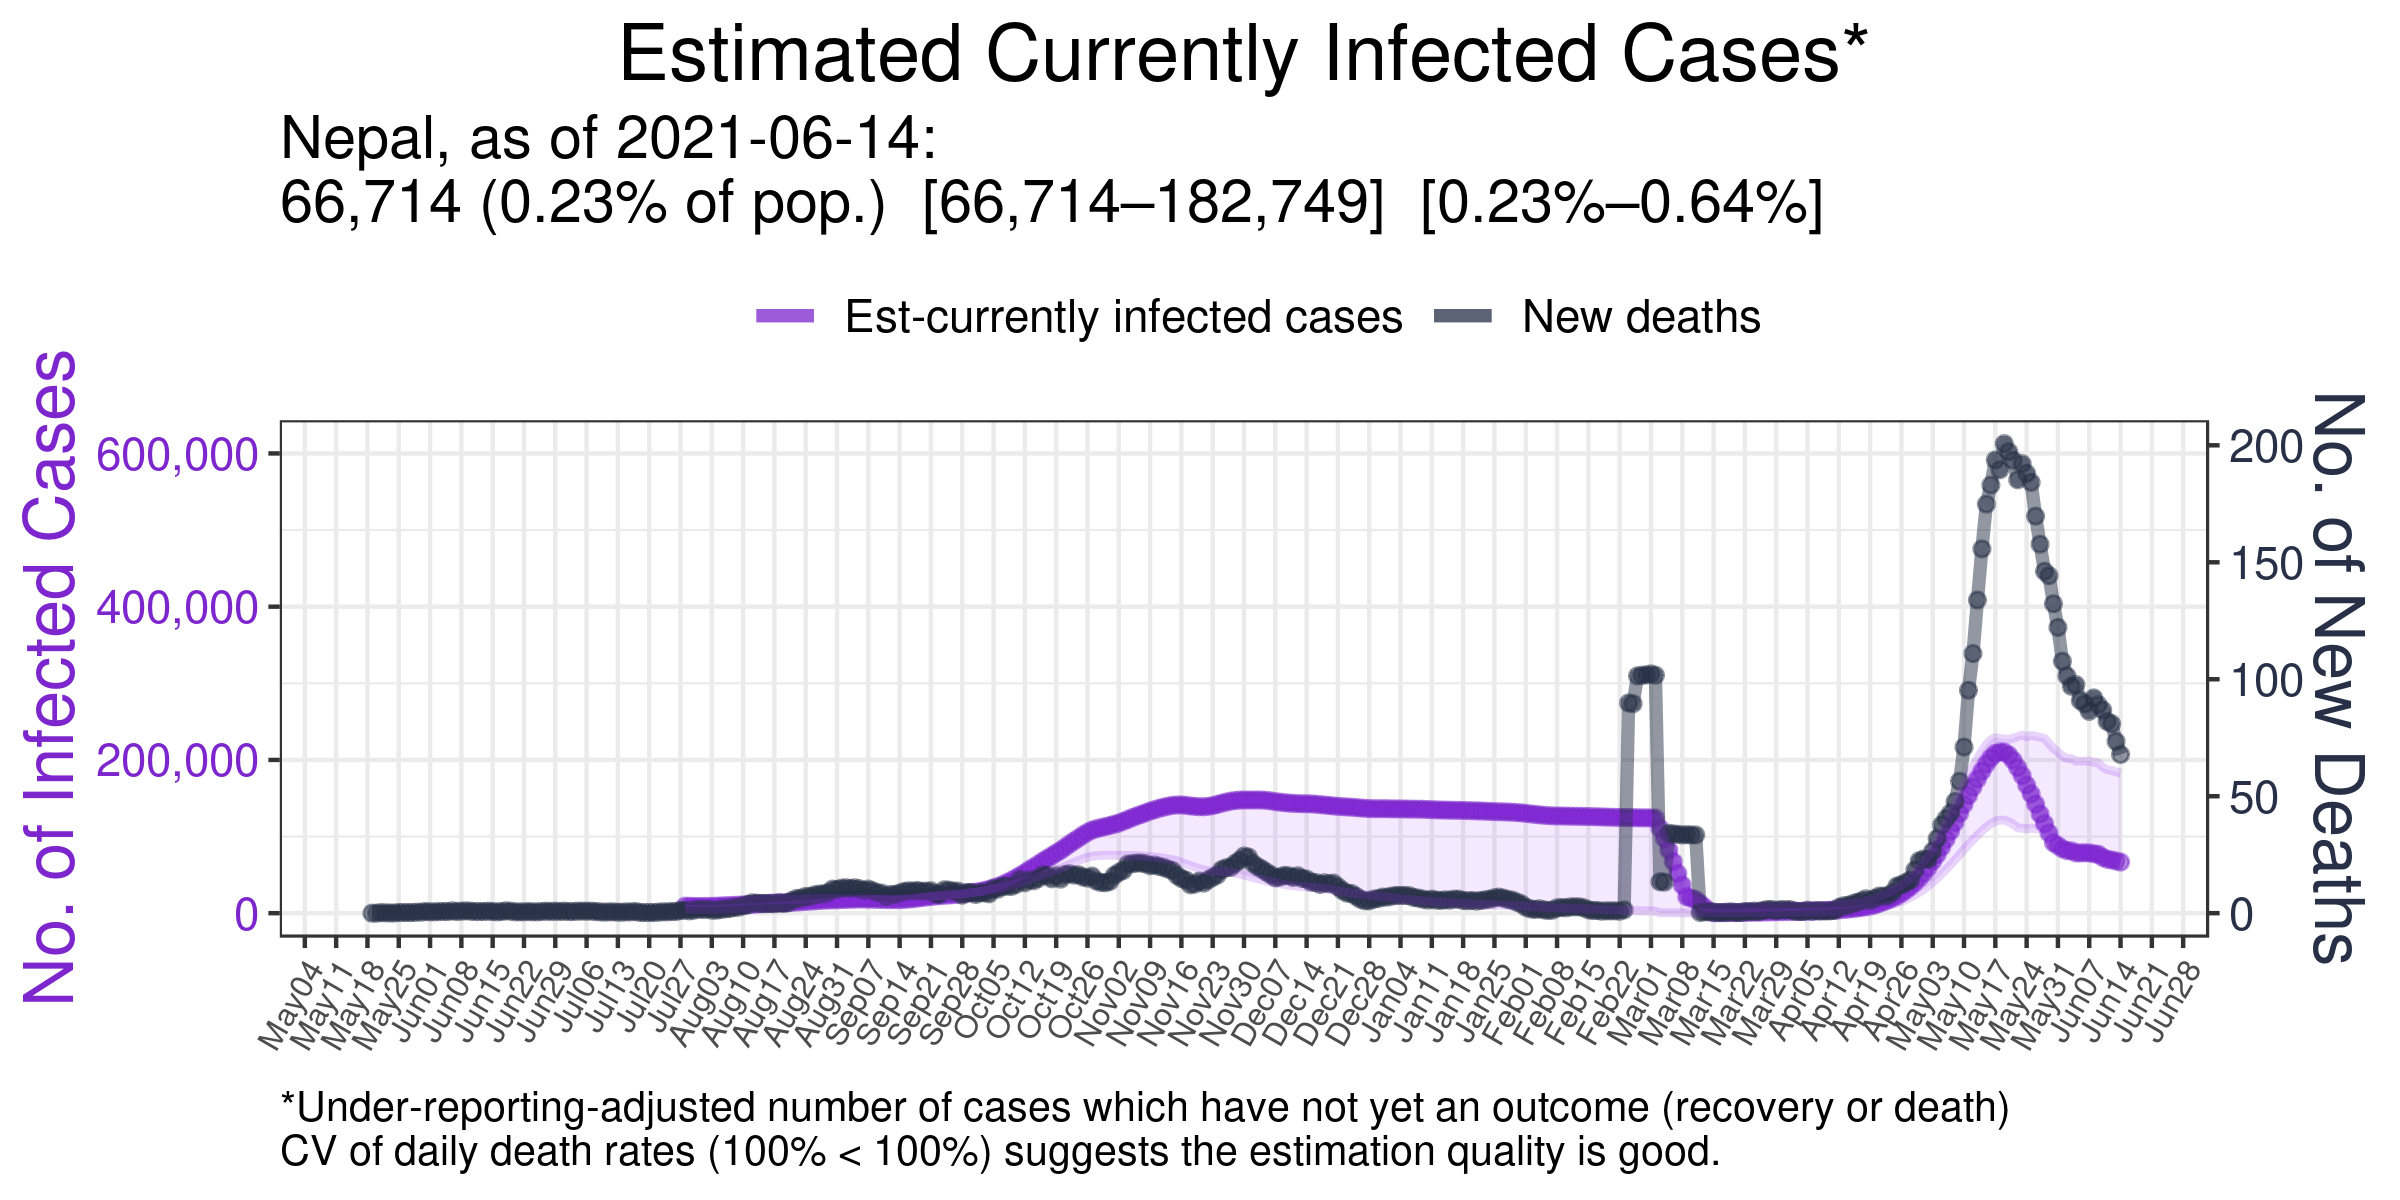 Estimated Currently Infected Cases*
Nepal, as of 2021-06-14:
66,714 (0.23% of pop.) [66,714–182,749] [0.23%–0.64%]
Est-currently infected cases
New deaths
No. of Infected Cases
600,000
400,000
200,000
0
200
150
100
50
0
No. of New Deaths
May04
May11
May18
May25
Jun01
Jun08
Jun15
Jun22
Jun29
Jul06
Jul13
Jul20
Jul27
Aug03
Aug10
Aug17
Aug24
Aug31
Sep07
Sep14
Sep21
Sep28
Oct05
Oct12
Oct19
Oct26
Nov02
Nov09
Nov16
Nov23
Nov30
Dec07
Dec14
Dec21
Dec28
Jan04
Jan11
Jan18
Jan25
Feb01
Feb08
Feb15
Feb22
Mar01
Mar08
Mar15
Mar22
Mar29
Apr05
Apr12
Apr19
Apr26
May03
May10
May17
May24
May31
Jun07
Jun14
Jun21
Jun28
*Under-reporting-adjusted number of cases which have not yet an outcome (recovery or death)
CV of daily death rates (100% < 100%) suggests the estimation quality is good.